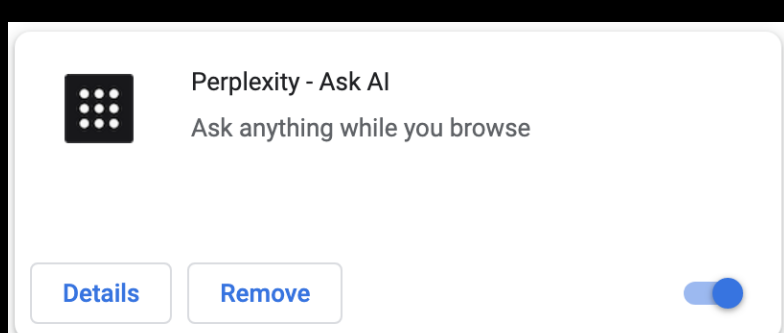 Perplexity - Ask AI
Ask anything while you browse
Details
Remove